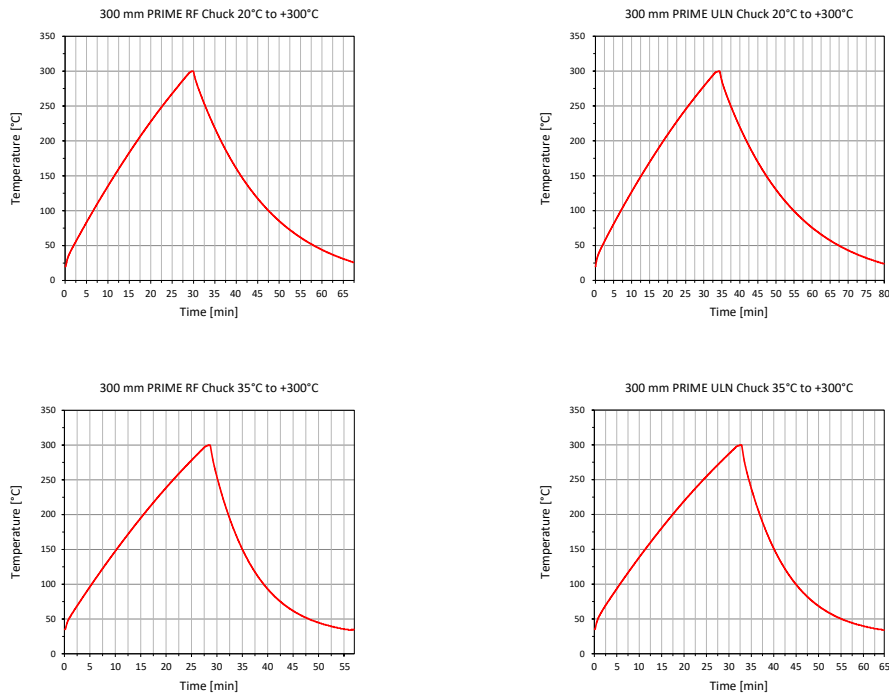 300 mm PRIME RF Chuck 20°C to +300°C
350
300
250
200
150
100
50
0
Temperature [°C]
0 5 10 15 20 25 30 35 40 45 50 55 60 65
Time [min]
300 mm PRIME ULN Chuck 20°C to +300°C
350
300
250
200
150
100
50
0
Temperature [°C]
0 5 10 15 20 25 30 35 40 45 50 55 60 65 70 75 80
Time [min]
300 mm PRIME RF Chuck 35°C to +300°C
350
300
250
200
150
100
50
0
Temperature [°C]
0 5 10 15 20 25 30 35 40 45 50 55
Time [min]
300 mm PRIME ULN Chuck 35°C to +300°C
350
300
250
200
150
100
50
0
Temperature [°C]
0 5 10 15 20 25 30 35 40 45 50 55 60 65
Time [min]